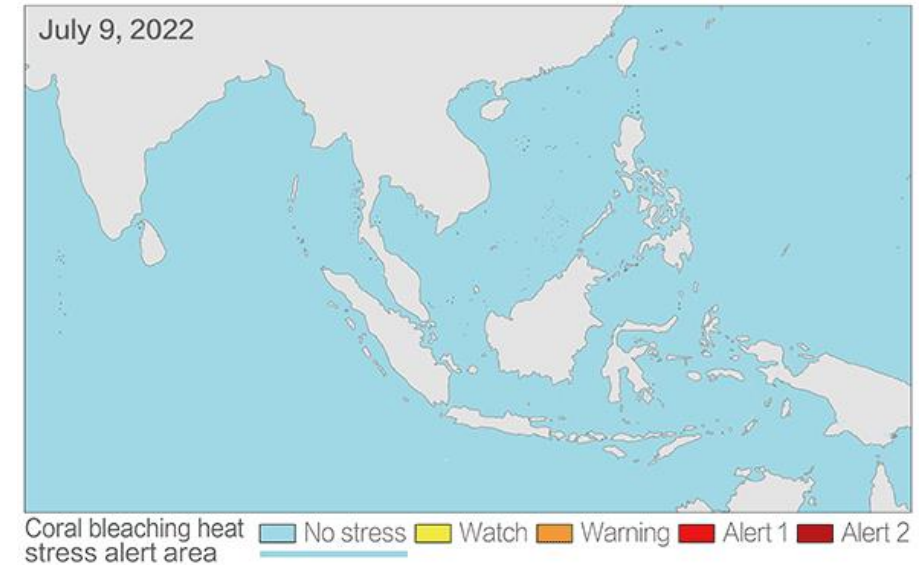 July 9, 2022
Coral bleaching heat stress alert area
No stress
Watch
Warning
Alert 1
Alert 2